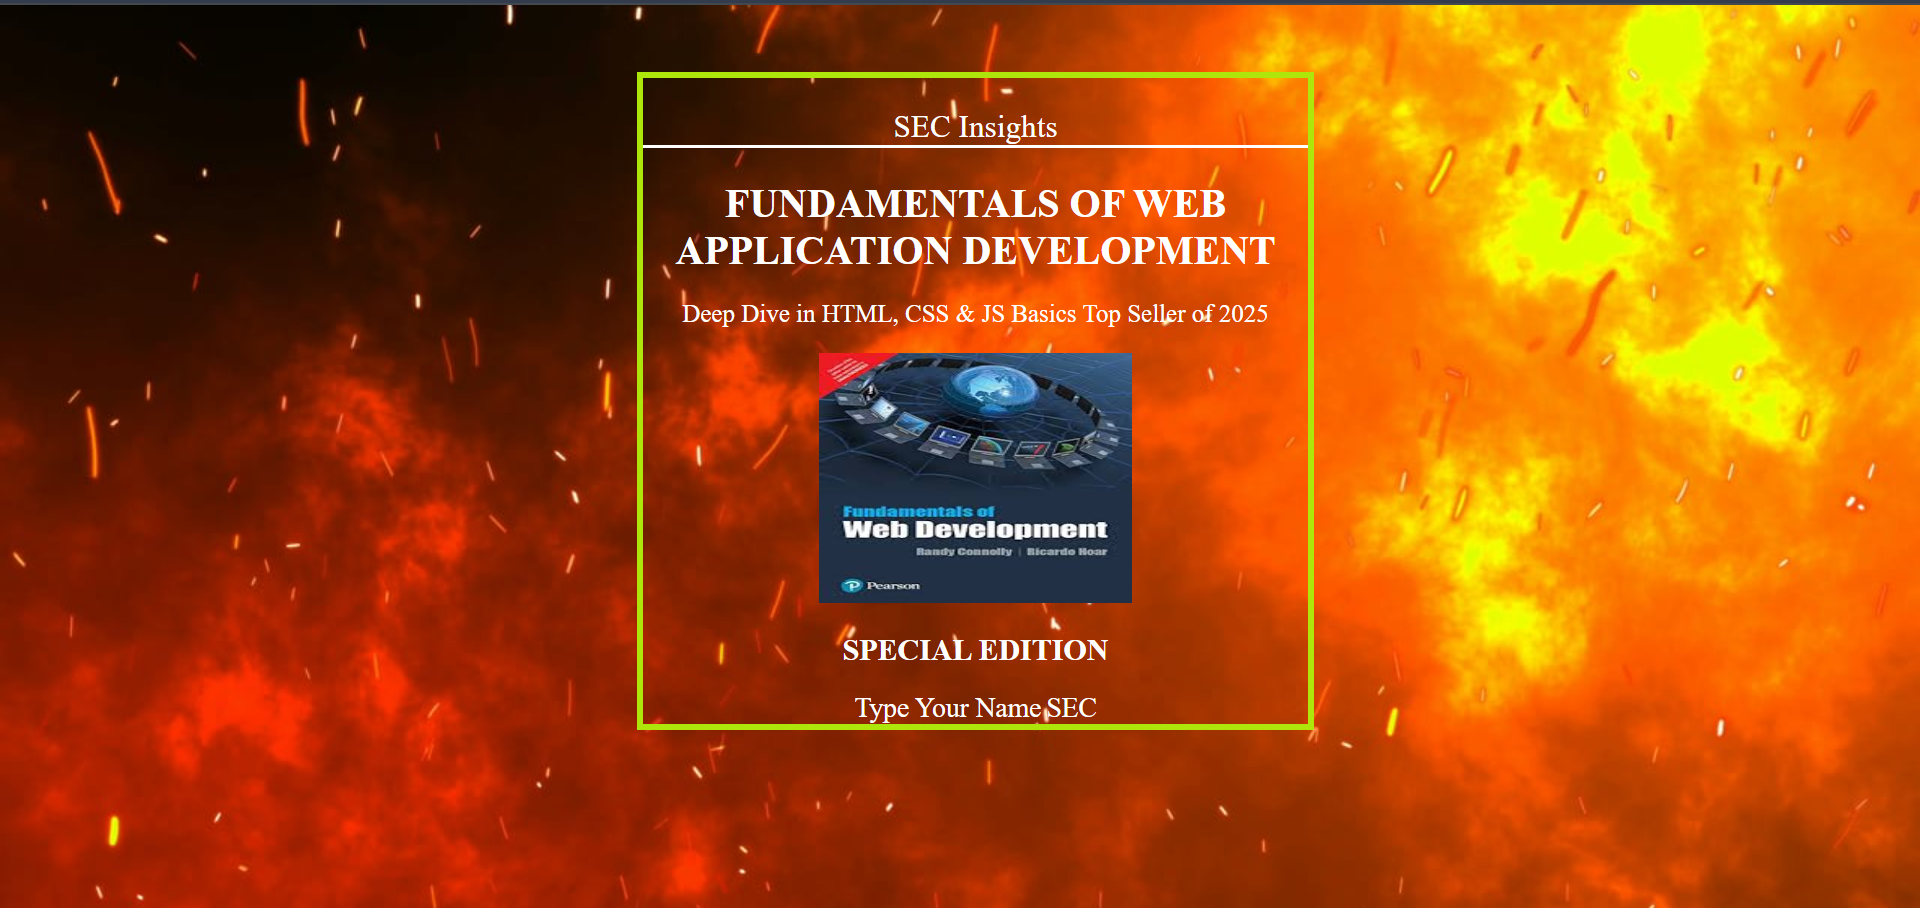 SEC Insights
FUNDAMENTALS OF WEB
APPLICATION DEVELOPMENT
Deep Dive in HTML, CSS & JS Basics Top Seller of 2025
Fundamentals of
Web Development
Randy Connolly | Ricardo Hoar
Pearson
SPECIAL EDITION
Type Your Name SEC